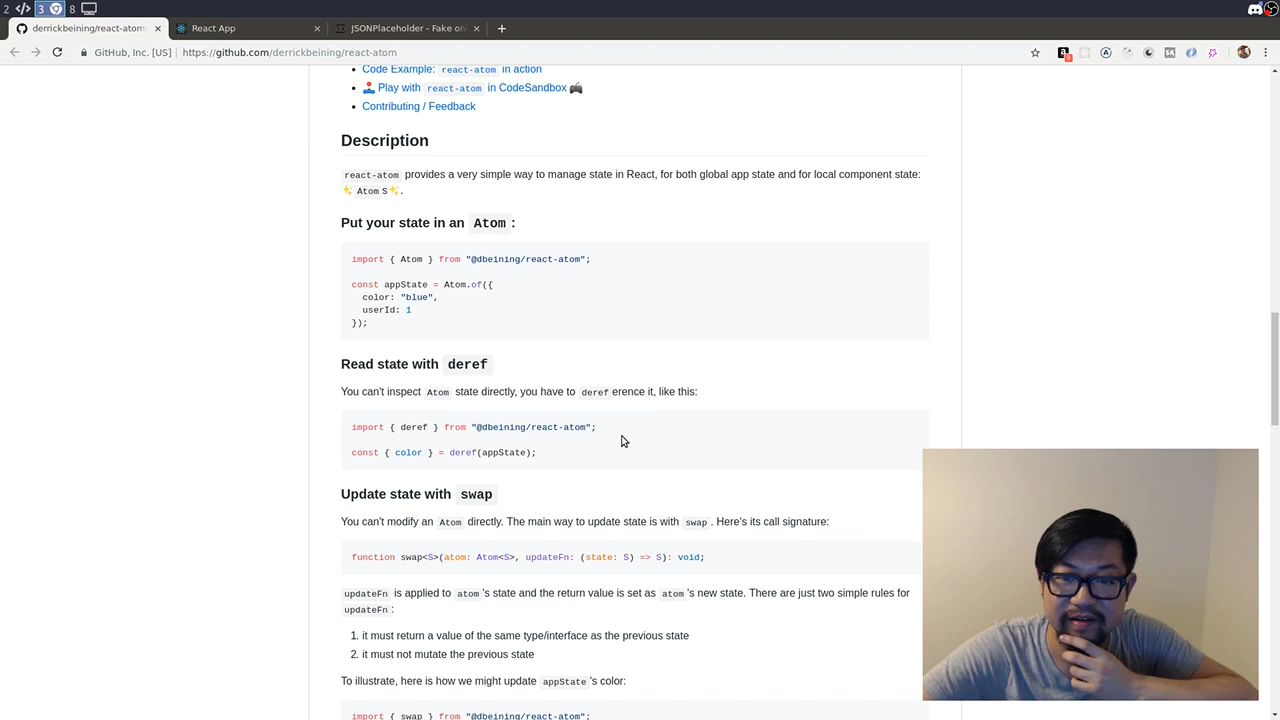 2 3 8
derrickbeining/react-atom
React App
JSONPlaceholder - Fake on
GitHub, Inc. [US] https://github.com/derrickbeining/react-atom
Code Example: react-atom in action
Play with react-atom in CodeSandbox
Contributing / Feedback
Description
react-atom provides a very simple way to manage state in React, for both global app state and for local component state:
✨ Atom s✨.
Put your state in an Atom :
import { Atom } from "@dbeining/react-atom";
const appState = Atom.of({
color: "blue",
userId: 1
});
Read state with deref
You can't inspect Atom state directly, you have to dereference it, like this:
import { deref } from "@dbeining/react-atom";
const { color } = deref(appState);
Update state with swap
You can't modify an Atom directly. The main way to update state is with swap . Here's its call signature:
function swap<S>(atom: Atom<S>, updateFn: (state: S) => S): void;
updateFn is applied to atom 's state and the return value is set as atom 's new state. There are just two simple rules for
updateFn :
1. it must return a value of the same type/interface as the previous state
2. it must not mutate the previous state
To illustrate, here is how we might update appState 's color:
import { swap } from "@dbeining/react-atom";